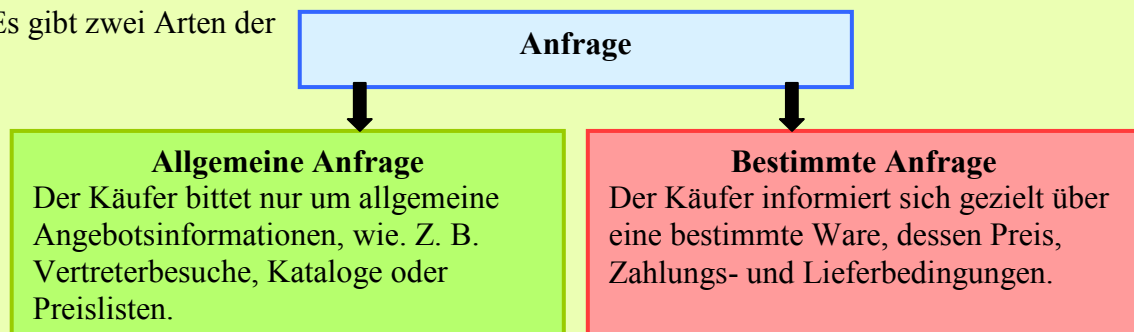 Es gibt zwei Arten der
Anfrage
Allgemeine Anfrage
Der Käufer bittet nur um allgemeine
Angebotsinformationen, wie. Z. B.
Vertreterbesuche, Kataloge oder
Preislisten.
Bestimmte Anfrage
Der Käufer informiert sich gezielt über
eine bestimmte Ware, dessen Preis,
Zahlungs- und Lieferbedingungen.